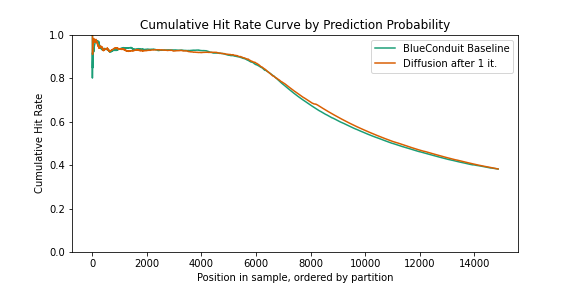 Cumulative Hit Rate Curve by Prediction Probability
1.0
0.8
0.6
0.4
0.2
0.0
Cumulative Hit Rate
BlueConduit Baseline
Diffusion after 1 it.
0 2000 4000 6000 8000 10000 12000 14000
Position in sample, ordered by partition